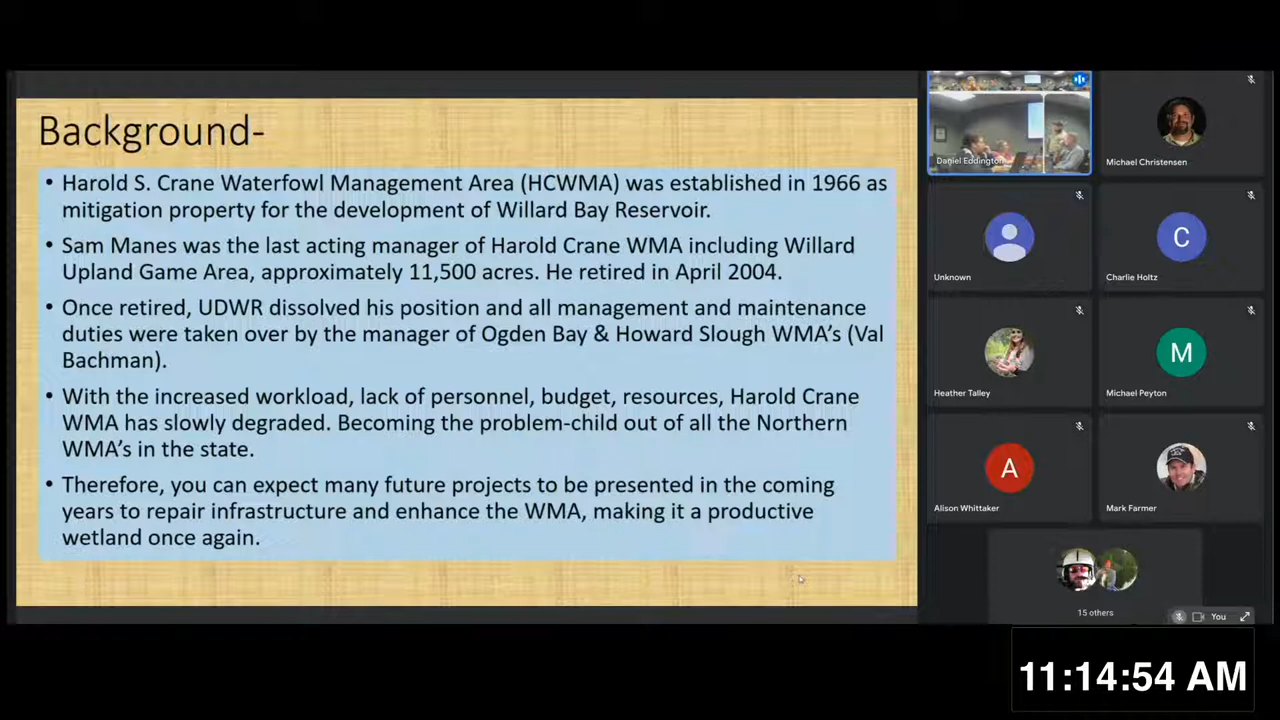 Background-
• Harold S. Crane Waterfowl Management Area (HCWMA) was established in 1966 as
mitigation property for the development of Willard Bay Reservoir.
• Sam Manes was the last acting manager of Harold Crane WMA including Willard
Upland Game Area, approximately 11,500 acres. He retired in April 2004.
• Once retired, UDWR dissolved his position and all management and maintenance
duties were taken over by the manager of Ogden Bay & Howard Slough WMA’s (Val
Bachman).
• With the increased workload, lack of personnel, budget, resources, Harold Crane
WMA has slowly degraded. Becoming the problem-child out of all the Northern
WMA’s in the state.
• Therefore, you can expect many future projects to be presented in the coming
years to repair infrastructure and enhance the WMA, making it a productive
wetland once again.
Daniel Eddington
Michael Christensen
Unknown
C
Charlie Holtz
Heather Talley
M
Michael Peyton
A
Alison Whittaker
Mark Farmer
15 others
You
11:14:54 AM